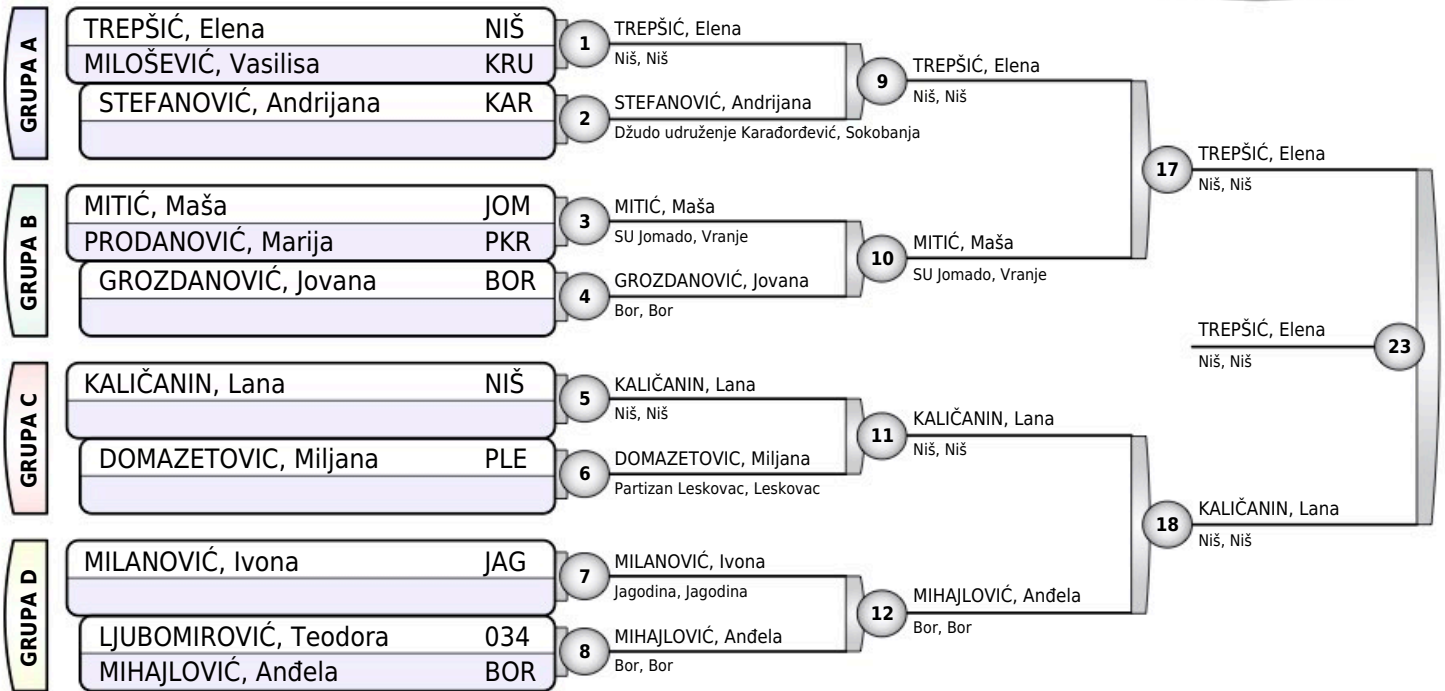 GRUPA A
TREPŠIĆ, Elena NIŠ
MILOŠEVIĆ, Vasilisa KRU
STEFANOVIĆ, Andrijana KAR
1
TREPŠIĆ, Elena
Niš, Niš
2
STEFANOVIĆ, Andrijana
Džudo udruženje Karađorđević, Sokobanja
9
TREPŠIĆ, Elena
Niš, Niš
GRUPA B
MITIĆ, Maša JOM
PRODANOVIĆ, Marija PKR
GROZDANOVIĆ, Jovana BOR
3
MITIĆ, Maša
SU Jomado, Vranje
4
GROZDANOVIĆ, Jovana
Bor, Bor
10
MITIĆ, Maša
SU Jomado, Vranje
17
TREPŠIĆ, Elena
Niš, Niš
TREPŠIĆ, Elena
Niš, Niš
23
GRUPA C
KALIČANIN, Lana NIŠ
DOMAZETOVIC, Miljana PLE
5
KALIČANIN, Lana
Niš, Niš
6
DOMAZETOVIC, Miljana
Partizan Leskovac, Leskovac
11
KALIČANIN, Lana
Niš, Niš
GRUPA D
MILANOVIĆ, Ivona JAG
LJUBOMIROVIĆ, Teodora 034
MIHAJLOVIĆ, Anđela BOR
7
MILANOVIĆ, Ivona
Jagodina, Jagodina
8
MIHAJLOVIĆ, Anđela
Bor, Bor
12
MIHAJLOVIĆ, Anđela
Bor, Bor
18
KALIČANIN, Lana
Niš, Niš